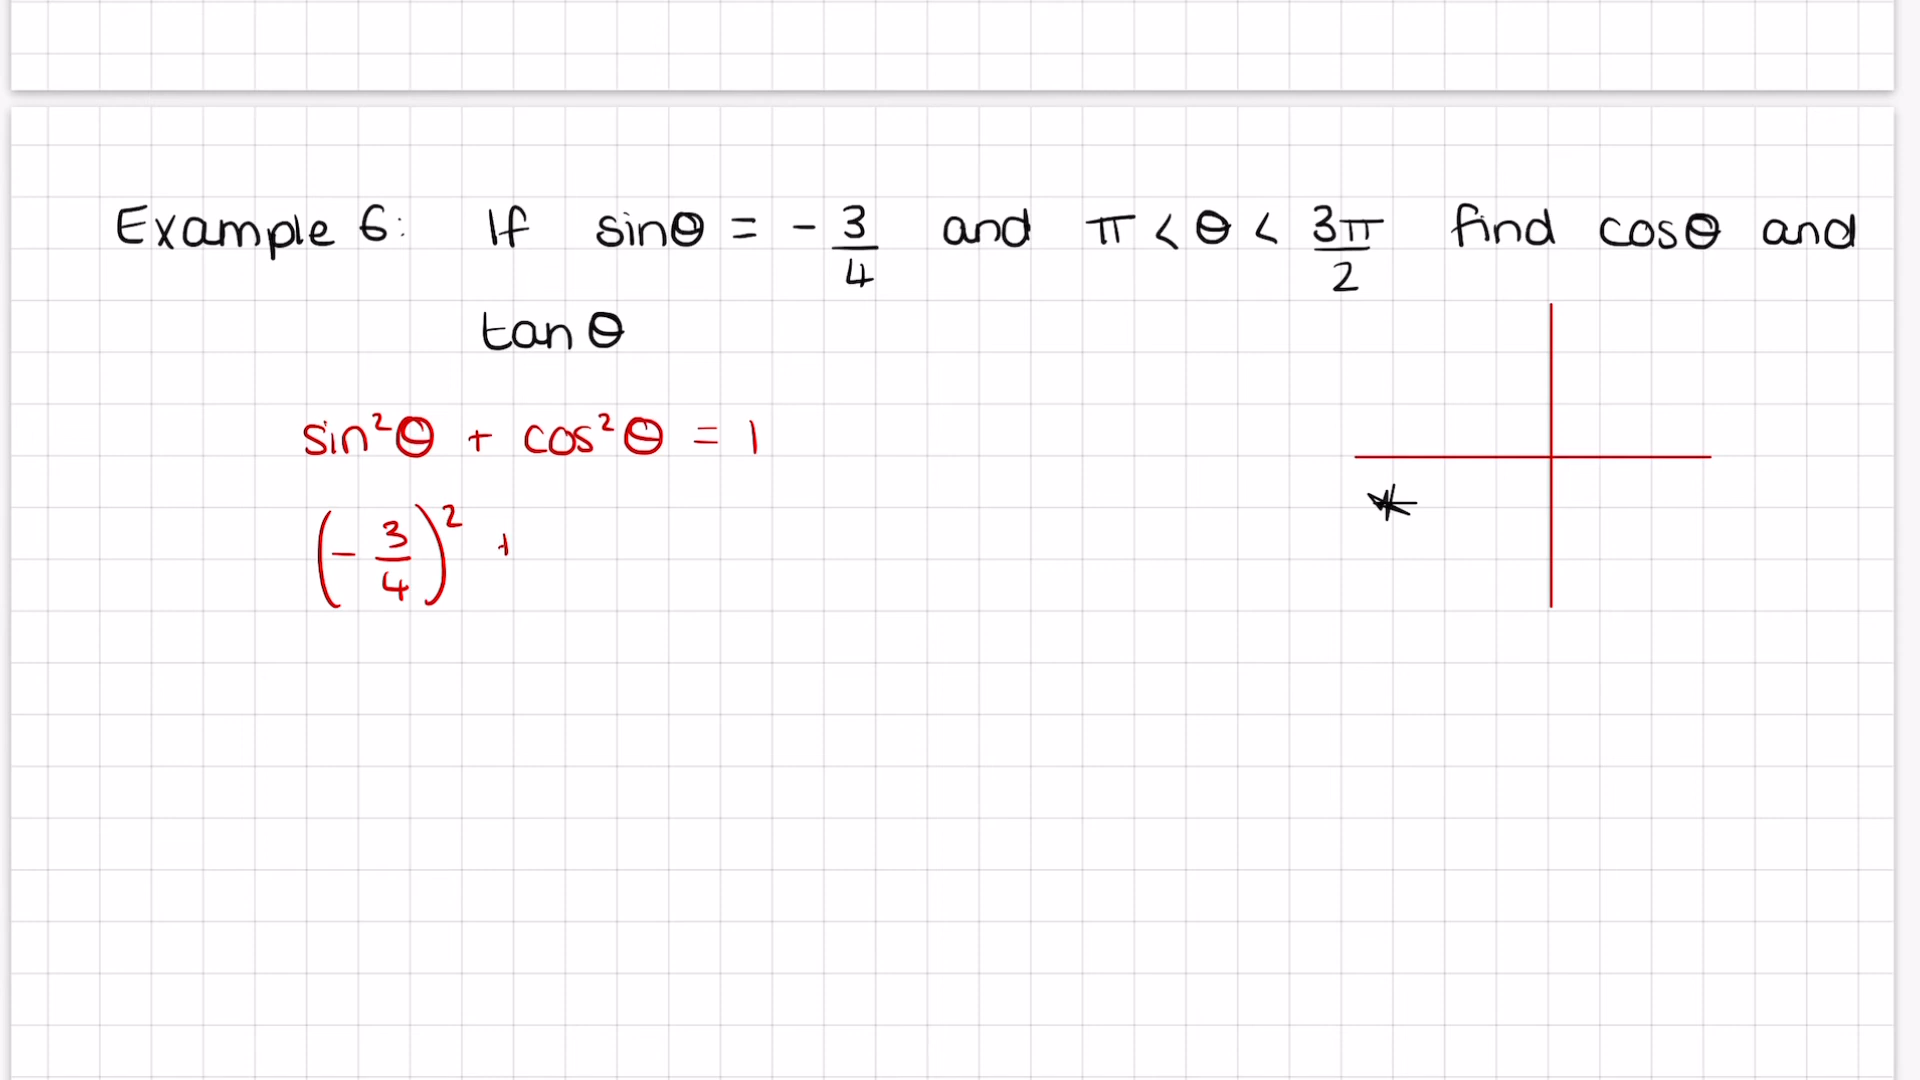 Example 6: If sinθ = - 3/4 and π < θ < 3π/2 find cosθ and
tan θ
sin²θ + cos²θ = 1
(- 3/4)² +